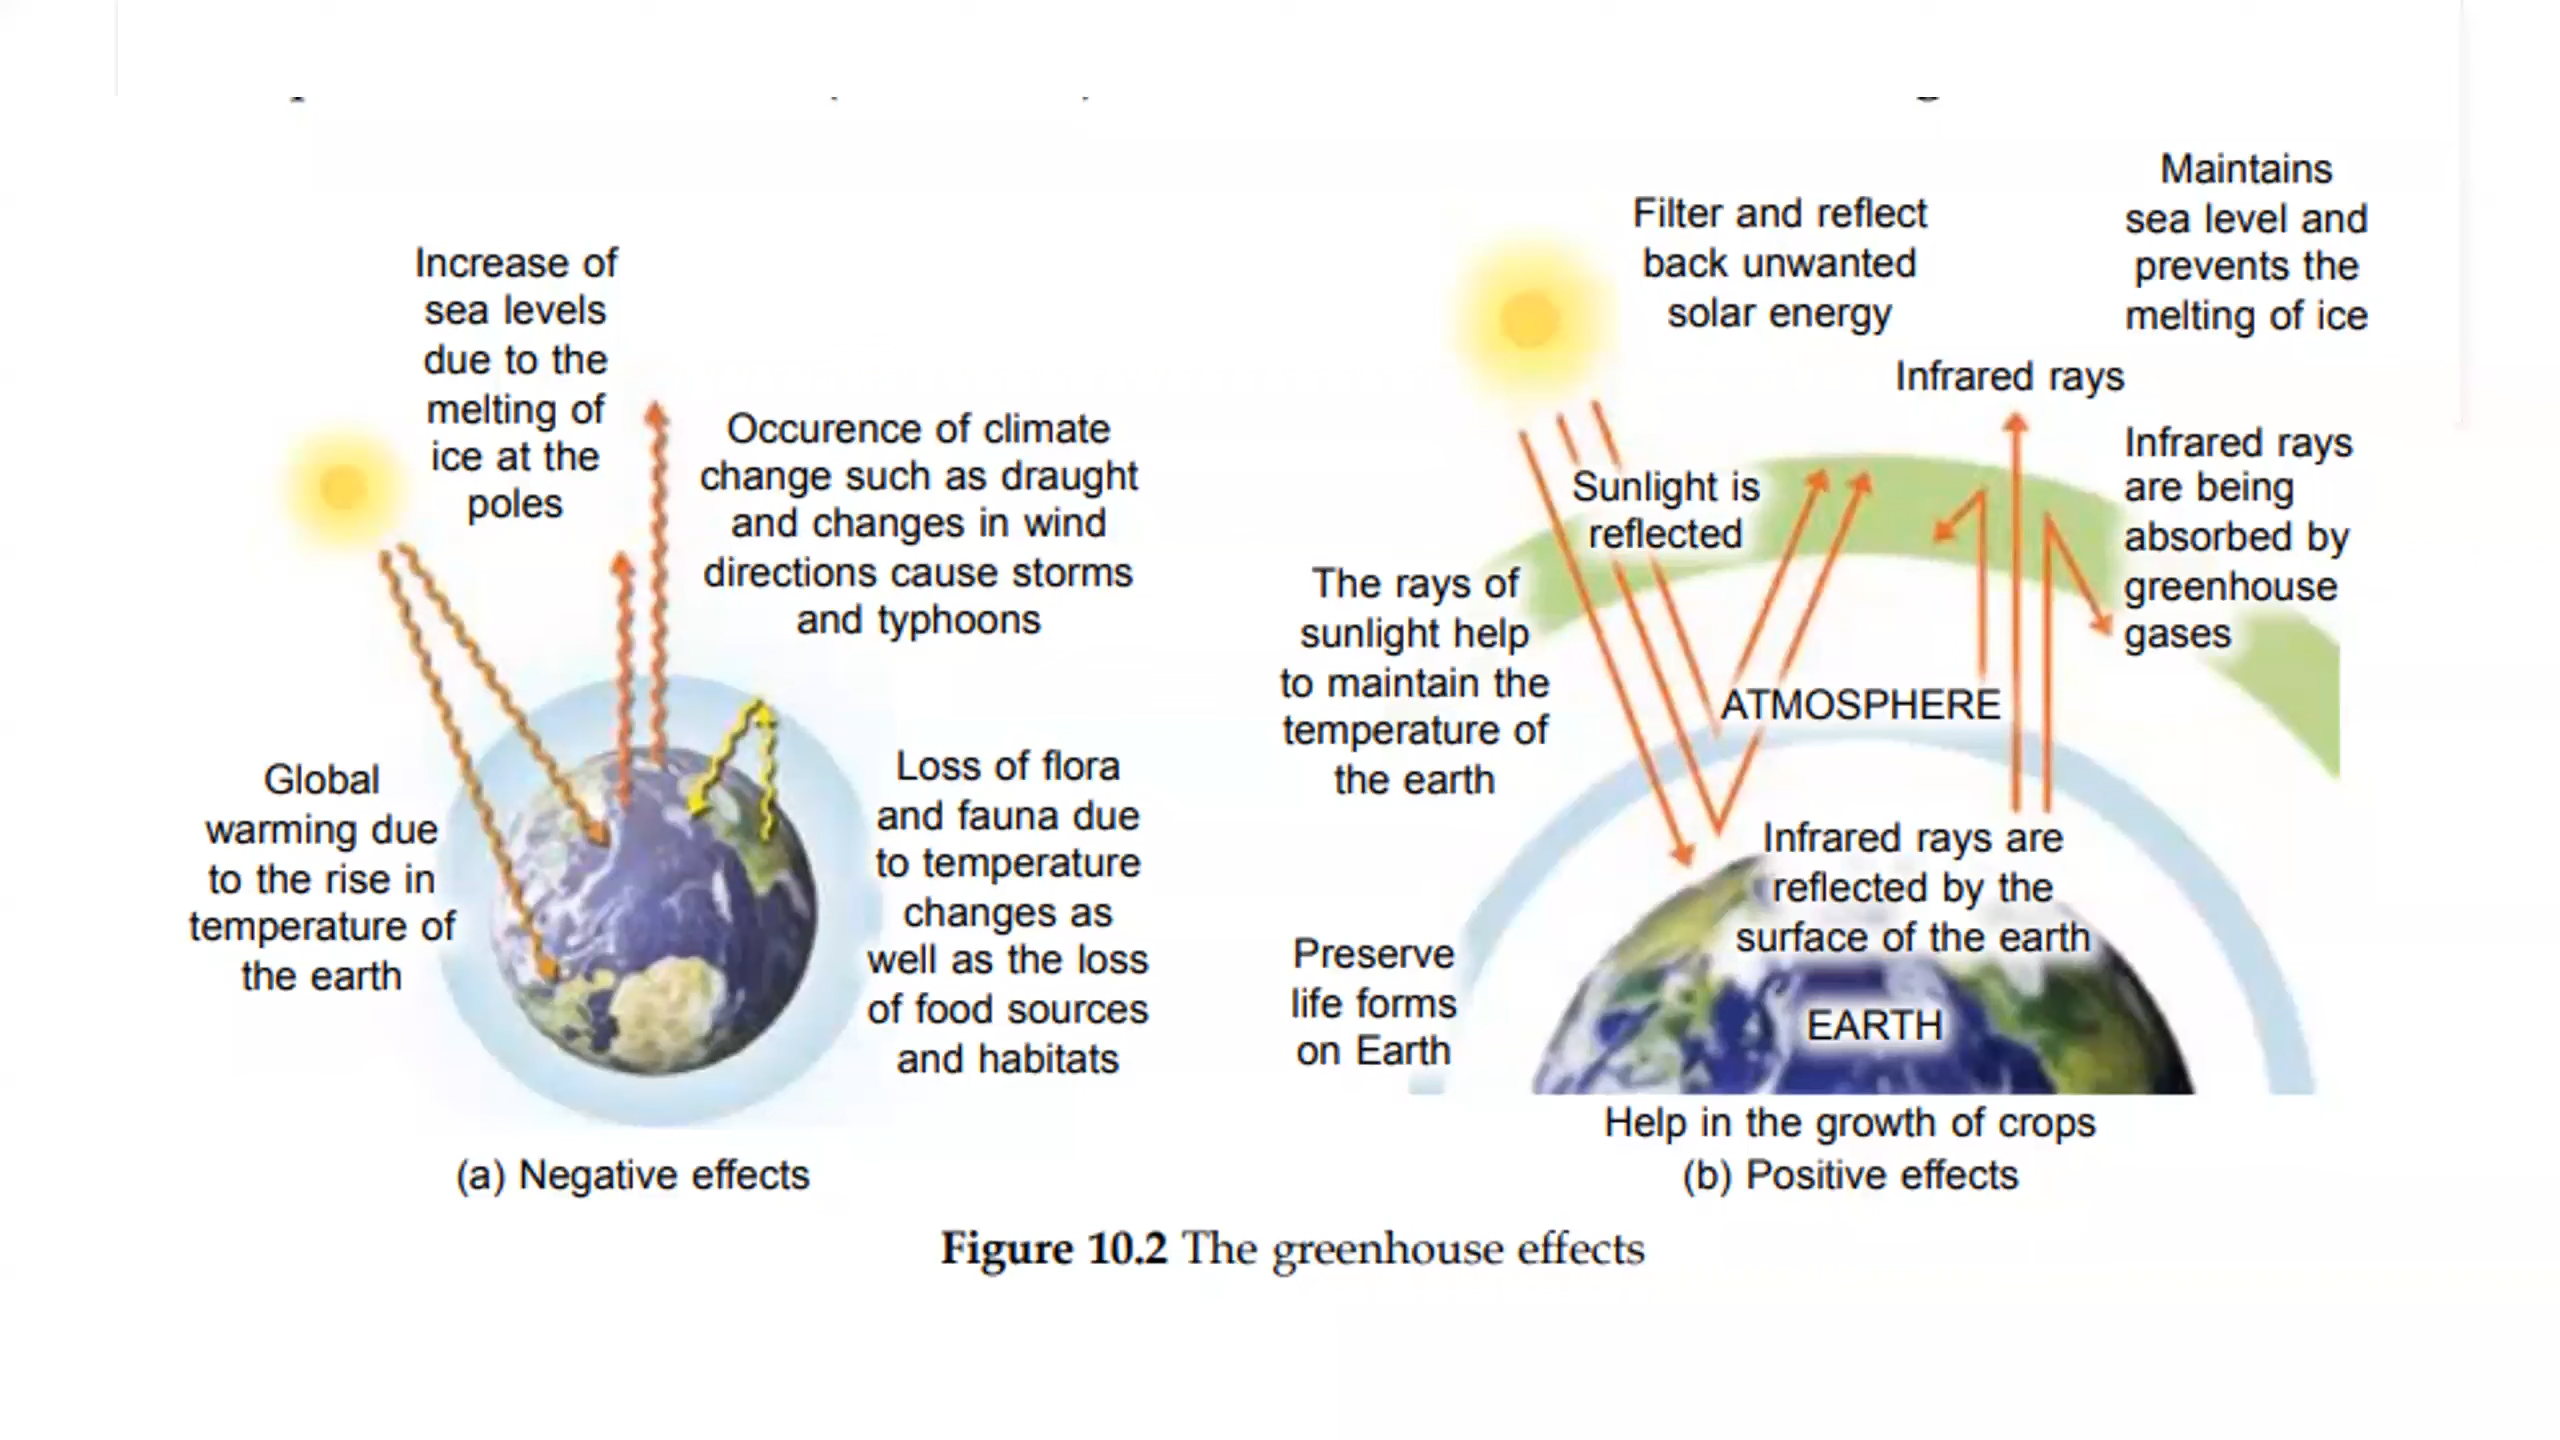 Increase of
sea levels
due to the
melting of
ice at the
poles
Occurence of climate
change such as draught
and changes in wind
directions cause storms
and typhoons
Global
warming due
to the rise in
temperature of
the earth
Loss of flora
and fauna due
to temperature
changes as
well as the loss
of food sources
and habitats
(a) Negative effects
Filter and reflect
back unwanted
solar energy
Maintains
sea level and
prevents the
melting of ice
Infrared rays
Sunlight is
reflected
Infrared rays
are being
absorbed by
greenhouse
gases
The rays of
sunlight help
to maintain the
temperature of
the earth
ATMOSPHERE
Infrared rays are
reflected by the
surface of the earth
Preserve
life forms
on Earth
EARTH
Help in the growth of crops
(b) Positive effects
Figure 10.2 The greenhouse effects